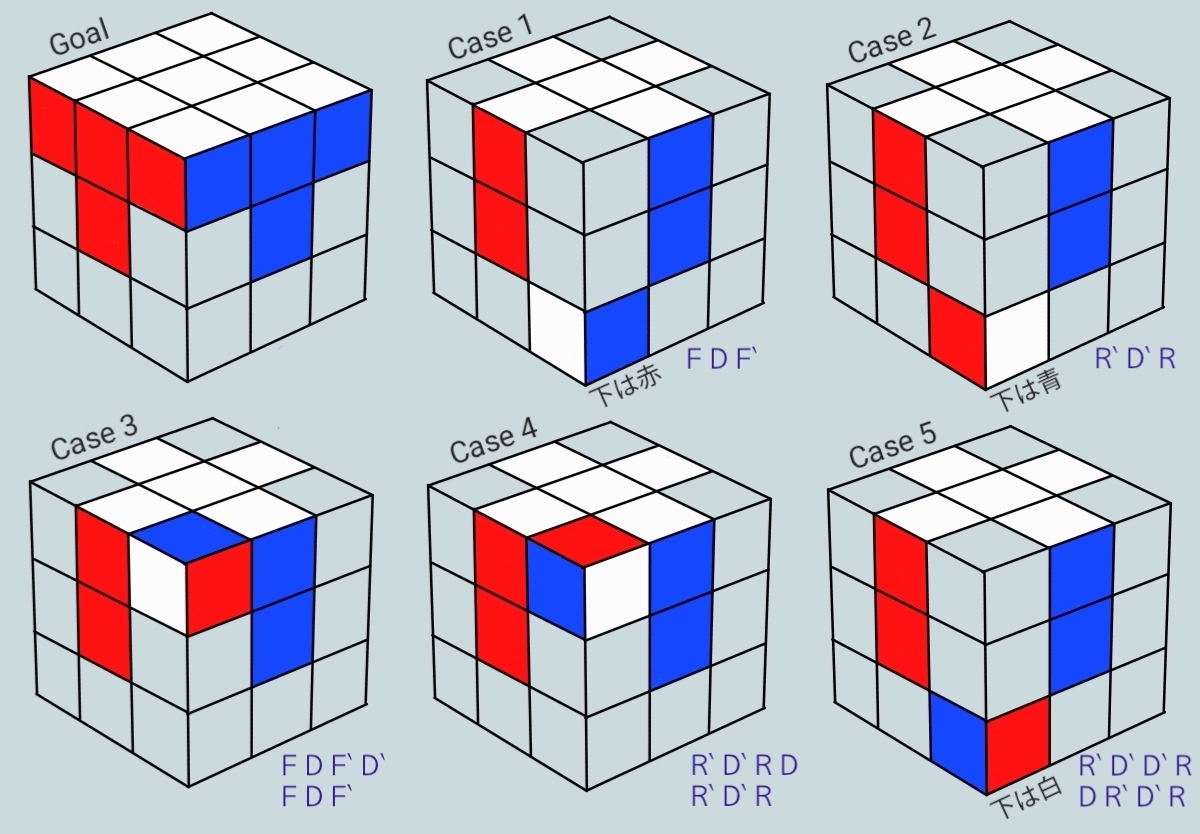 Goal
Case 1
Case 2
下は赤
F D F`
下は青
R` D` R
Case 3
Case 4
Case 5
F D F` D`
F D F`
R` D` R D
R` D` R
下は白
R` D` D` R
D R` D` R